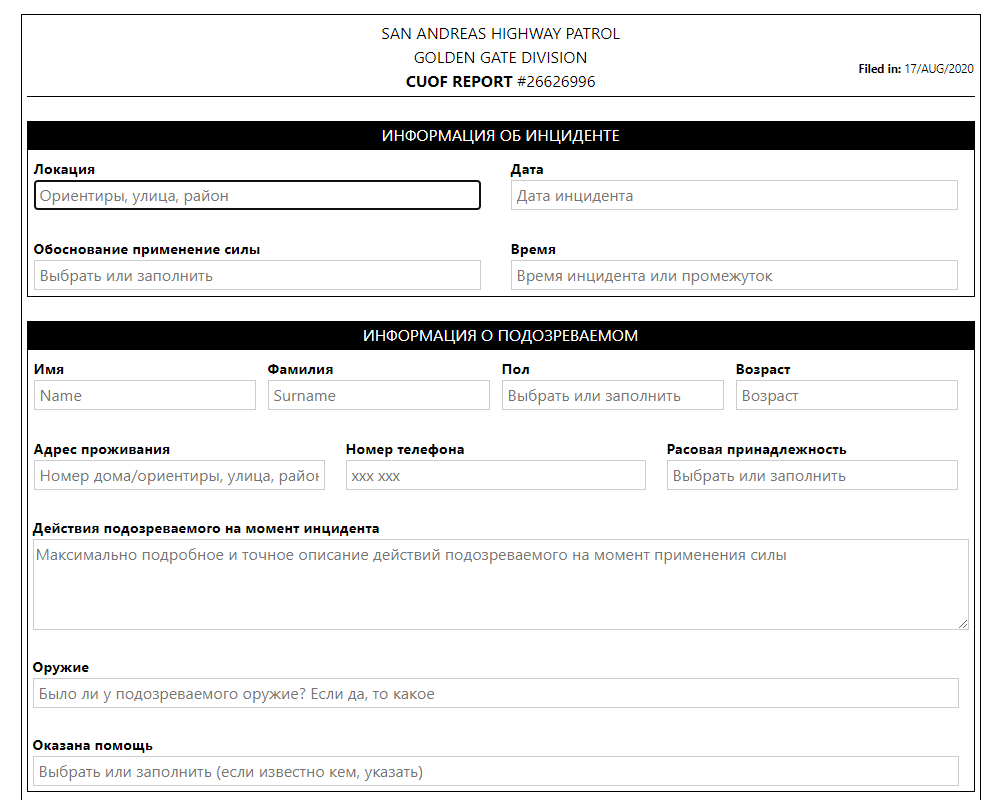 SAN ANDREAS HIGHWAY PATROL
GOLDEN GATE DIVISION
CUOF REPORT #26626996
Filed in: 17/AUG/2020
ИНФОРМАЦИЯ ОБ ИНЦИДЕНТЕ
Локация
Дата
Ориентиры, улица, район
Дата инцидента
Обоснование применение силы
Время
Выбрать или заполнить
Время инцидента или промежуток
ИНФОРМАЦИЯ О ПОДОЗРЕВАЕМОМ
Имя
Фамилия
Пол
Возраст
Name
Surname
Выбрать или заполнить
Возраст
Адрес проживания
Номер телефона
Расовая принадлежность
Номер дома/ориентиры, улица, район
xxx xxx
Выбрать или заполнить
Действия подозреваемого на момент инцидента
Максимально подробное и точное описание действий подозреваемого на момент применения силы
Оружие
Было ли у подозреваемого оружие? Если да, то какое
Оказана помощь
Выбрать или заполнить (если известно кем, указать)